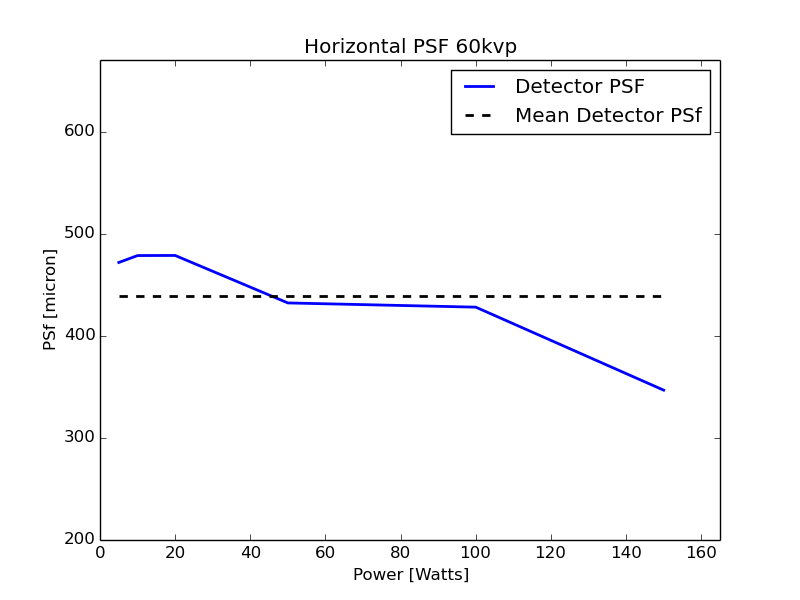 Horizontal PSF 60kvp
Detector PSF
Mean Detector PSf
PSf [micron]
600
500
400
300
200
0 20 40 60 80 100 120 140 160
Power [Watts]